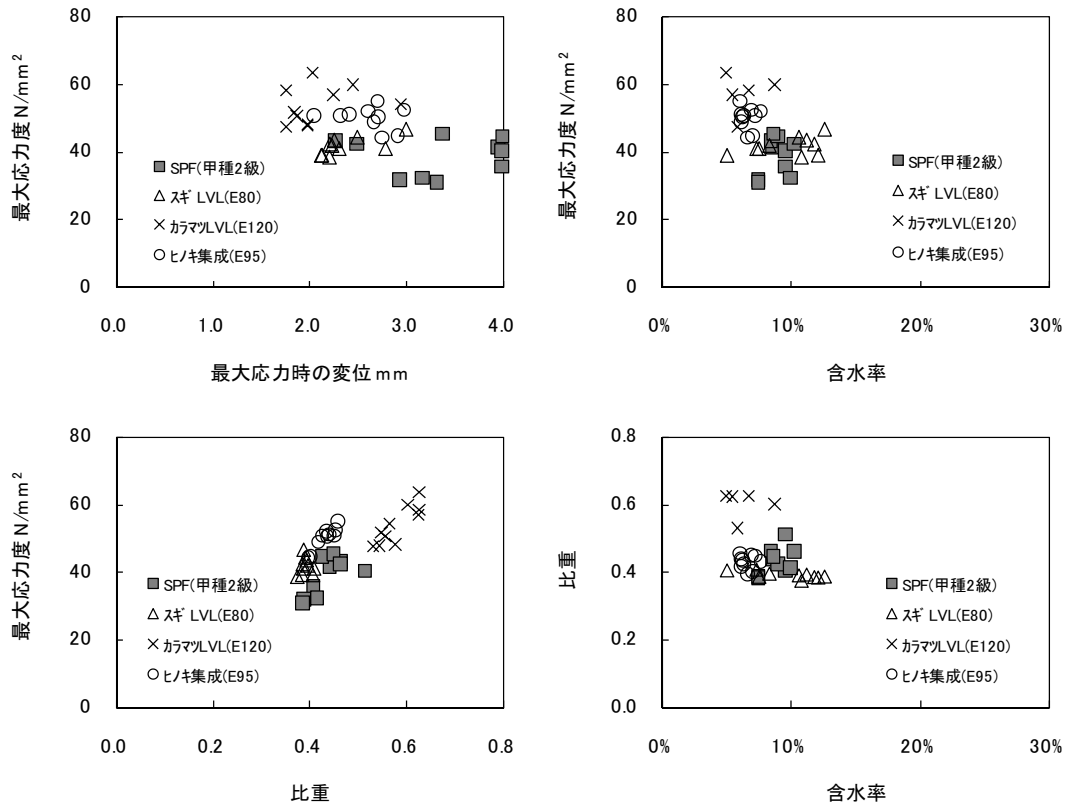 最大応力度 N/mm²
80
60
40
20
0
SPF(甲種2級)
スギ LVL(E80)
カラマツLVL(E120)
ヒノキ集成(E95)
0.0 1.0 2.0 3.0 4.0
最大応力時の変位 mm
最大応力度 N/mm²
80
60
40
20
0
SPF(甲種2級)
スギ LVL(E80)
カラマツLVL(E120)
ヒノキ集成(E95)
0% 10% 20% 30%
含水率
最大応力度 N/mm²
80
60
40
20
0
SPF(甲種2級)
スギ LVL(E80)
カラマツLVL(E120)
ヒノキ集成(E95)
0.0 0.2 0.4 0.6 0.8
比重
比重
0.8
0.6
0.4
0.2
0.0
SPF(甲種2級)
スギ LVL(E80)
カラマツLVL(E120)
ヒノキ集成(E95)
0% 10% 20% 30%
含水率